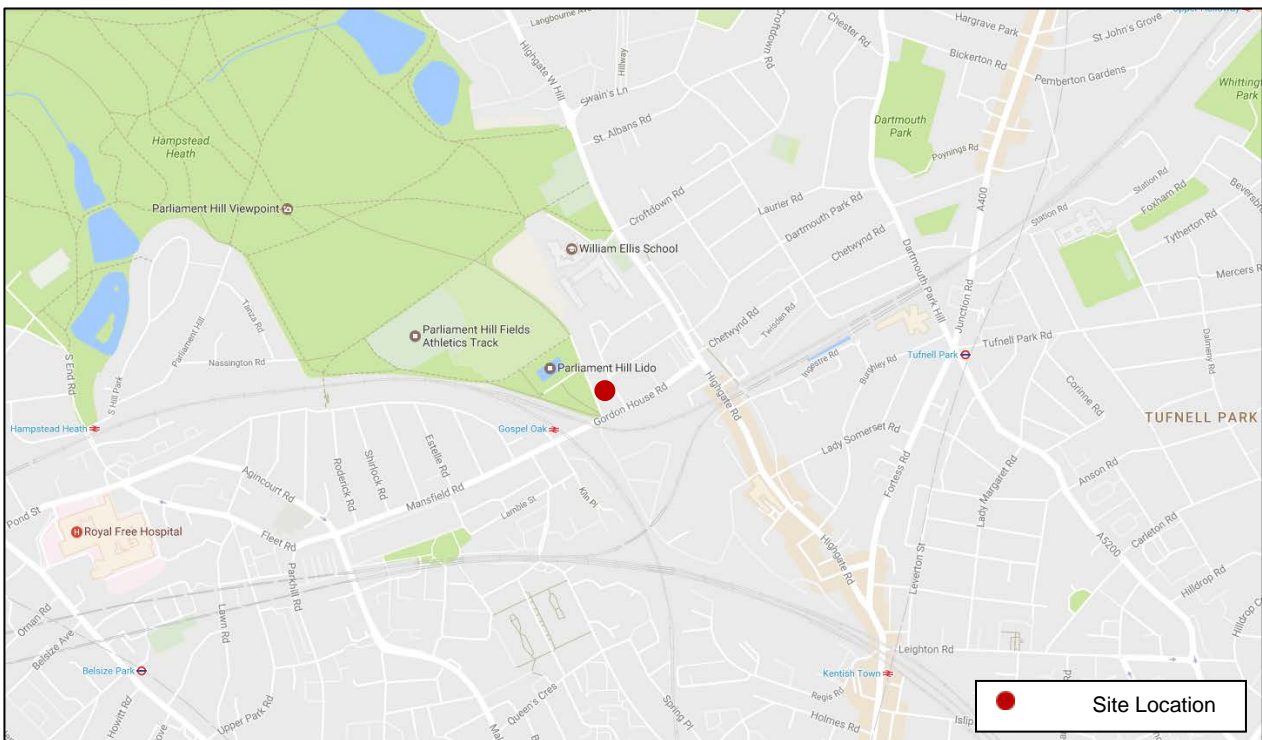 Langbourne Ave
Highgate W Hill
Hillway
Croftdown Rd
Chester Rd
Hargrave Park
St John's Grove
Upper Holloway
Bickerton Rd
Pemberton Gardens
Whittingt
Park
Swain's Ln
St. Albans Rd
Dartmouth
Park
Hampstead
Heath
Poynings Rd
A400
Station Rd
Foxham Rd
Beversbr
Parliament Hill Viewpoint
Croftdown Rd
Laurier Rd
Dartmouth Park Rd
Chetwynd Rd
Station Rd
Tytherton Rd
William Ellis School
Dartmouth Park Hill
Mercers R
Tanza Rd
Parliament Hill
Nassington Rd
Parliament Hill Fields
Athletics Track
Chetwynd Rd
Twisden Rd
Junction Rd
Tufnell Park Rd
Dalmeny Rd
S End Rd
S Hill Park
Parliament Hill Lido
Ingestre Rd
Burghley Rd
Tufnell Park
Corinne Rd
Gordon House Rd
Highgate Rd
TUFNELL PARK
Hampstead Heath
Gospel Oak
Lady Somerset Rd
Fortess Rd
Lady Margaret Rd
Anson Rd
Agincourt Rd
Roderick Rd
Shirlock Rd
Estelle Rd
Mansfield Rd
Lamble St
Kiln Pl
Pond St
Royal Free Hospital
Fleet Rd
Highgate Rd
Leverton St
A5200
Carleton Rd
Hilldrop Rd
Parkhill Rd
Lawn Rd
Ornan Rd
Belsize Ave
Belsize Park
Leighton Rd
Kentish Town
Hilldrop C
Howitt Rd
Upper Park Rd
Queen's Cres
Spring Pl
Regis Rd
Holmes Rd
Islip
Site Location